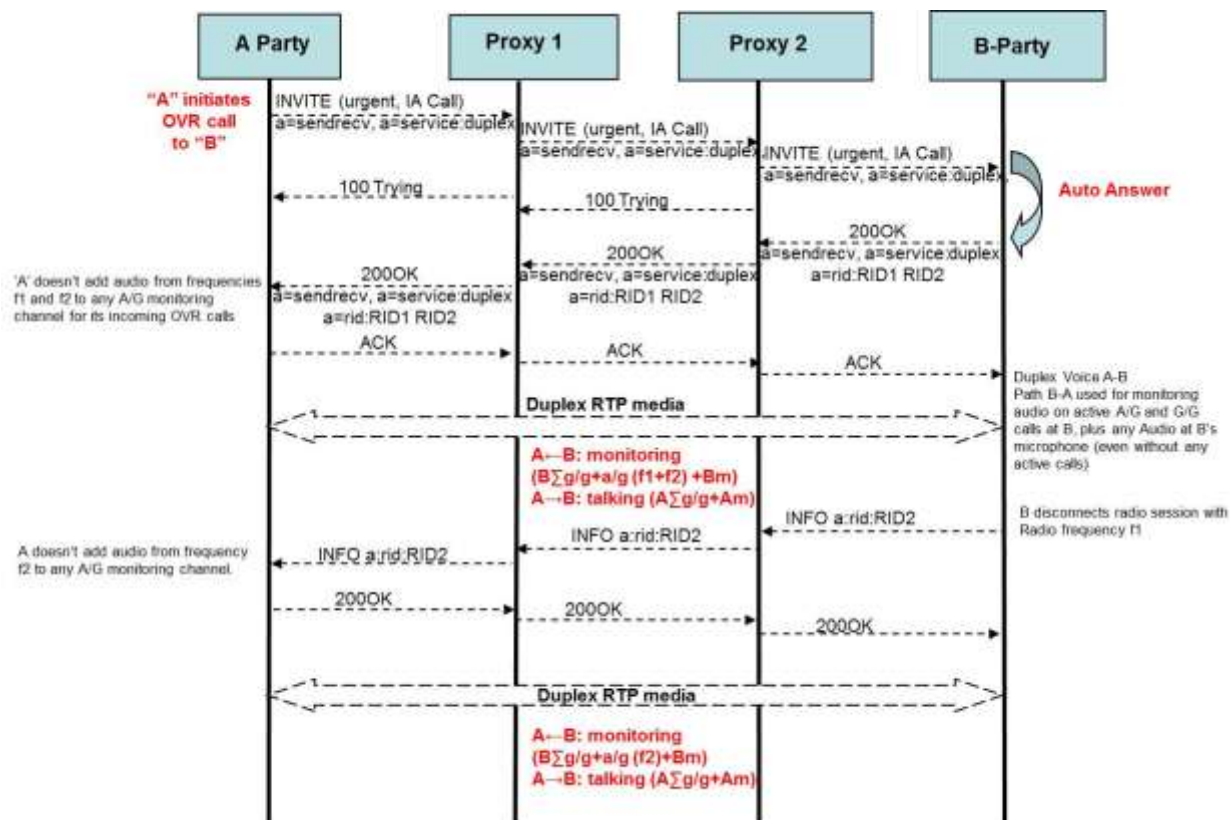 A Party
Proxy 1
Proxy 2
B-Party
"A" initiates
OVR call
to "B"
INVITE (urgent, IA Call)
a=sendrecv, a=service:duplex
INVITE (urgent, IA Call)
a=sendrecv, a=service:duplex
INVITE (urgent, IA Call)
a=sendrecv, a=service:duplex,
Auto Answer
100 Trying
100 Trying
200OK
a=sendrecv, a=service:duplex
a=rid:RID1 RID2
200OK
a=sendrecv, a=service:duplex
a=rid:RID1 RID2
200OK
a=sendrecv, a=service:duplex
a=rid:RID1 RID2
'A' doesn't add audio from frequencies
f1 and f2 to any A/G monitoring
channel for its incoming OVR calls
ACK
ACK
ACK
Duplex Voice A-B
Path B-A used for monitoring
audio on active A/G and G/G
calls at B, plus any Audio at B's
microphone (even without any
active calls)
Duplex RTP media
A←B: monitoring
(B∑g/g+a/g (f1+f2) +Bm)
A→B: talking (A∑g/g+Am)
B disconnects radio session with
Radio frequency f1
INFO a:rid:RID2
INFO a:rid:RID2
INFO a:rid:RID2
A doesn't add audio from frequency
f2 to any A/G monitoring channel.
200OK
200OK
200OK
Duplex RTP media
A←B: monitoring
(B∑g/g+a/g (f2)+Bm)
A→B: talking (A∑g/g+Am)